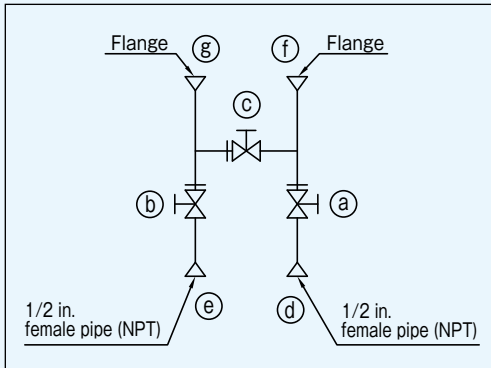 Flange
g
f
Flange
c
b
a
e
d
1/2 in.
female pipe (NPT)
1/2 in.
female pipe (NPT)